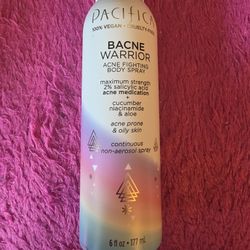 PACIFICA
100% VEGAN • CRUELTY-FREE
BACNE
WARRIOR
ACNE FIGHTING
BODY SPRAY
maximum strength
2% salicylic acid
acne medication
cucumber
niacinamide
& aloe
acne prone
& oily skin
continuous
non-aerosol spray
6 fl oz • 177 mL